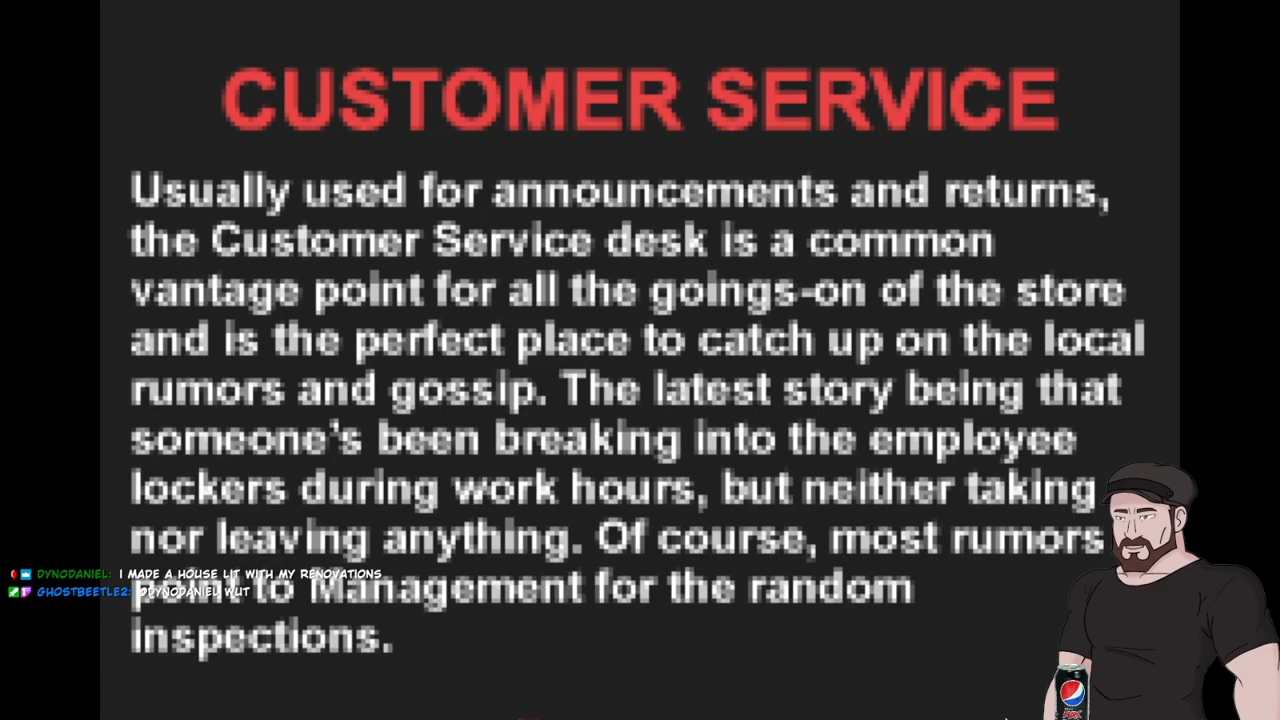 CUSTOMER SERVICE
Usually used for announcements and returns,
the Customer Service desk is a common
vantage point for all the goings-on of the store
and is the perfect place to catch up on the local
rumors and gossip. The latest story being that
someone's been breaking into the employee
lockers during work hours, but neither taking
nor leaving anything. Of course, most rumors
DYNODANIEL: I MADE A HOUSE LIT WITH MY RENOVATIONS
point to Management for the random
GHOSTBEETLE2: @DYNODANIEL WUT
inspections.